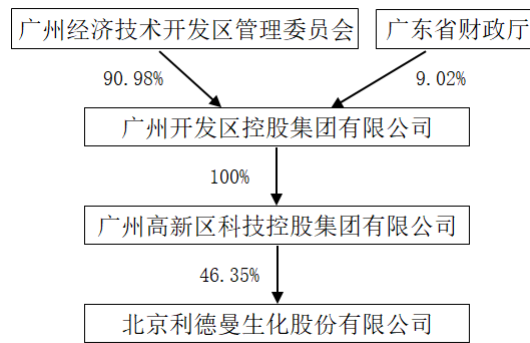 广州经济技术开发区管理委员会
广东省财政厅
90.98%
9.02%
广州开发区控股集团有限公司
100%
广州高新区科技控股集团有限公司
46.35%
北京利德曼生化股份有限公司